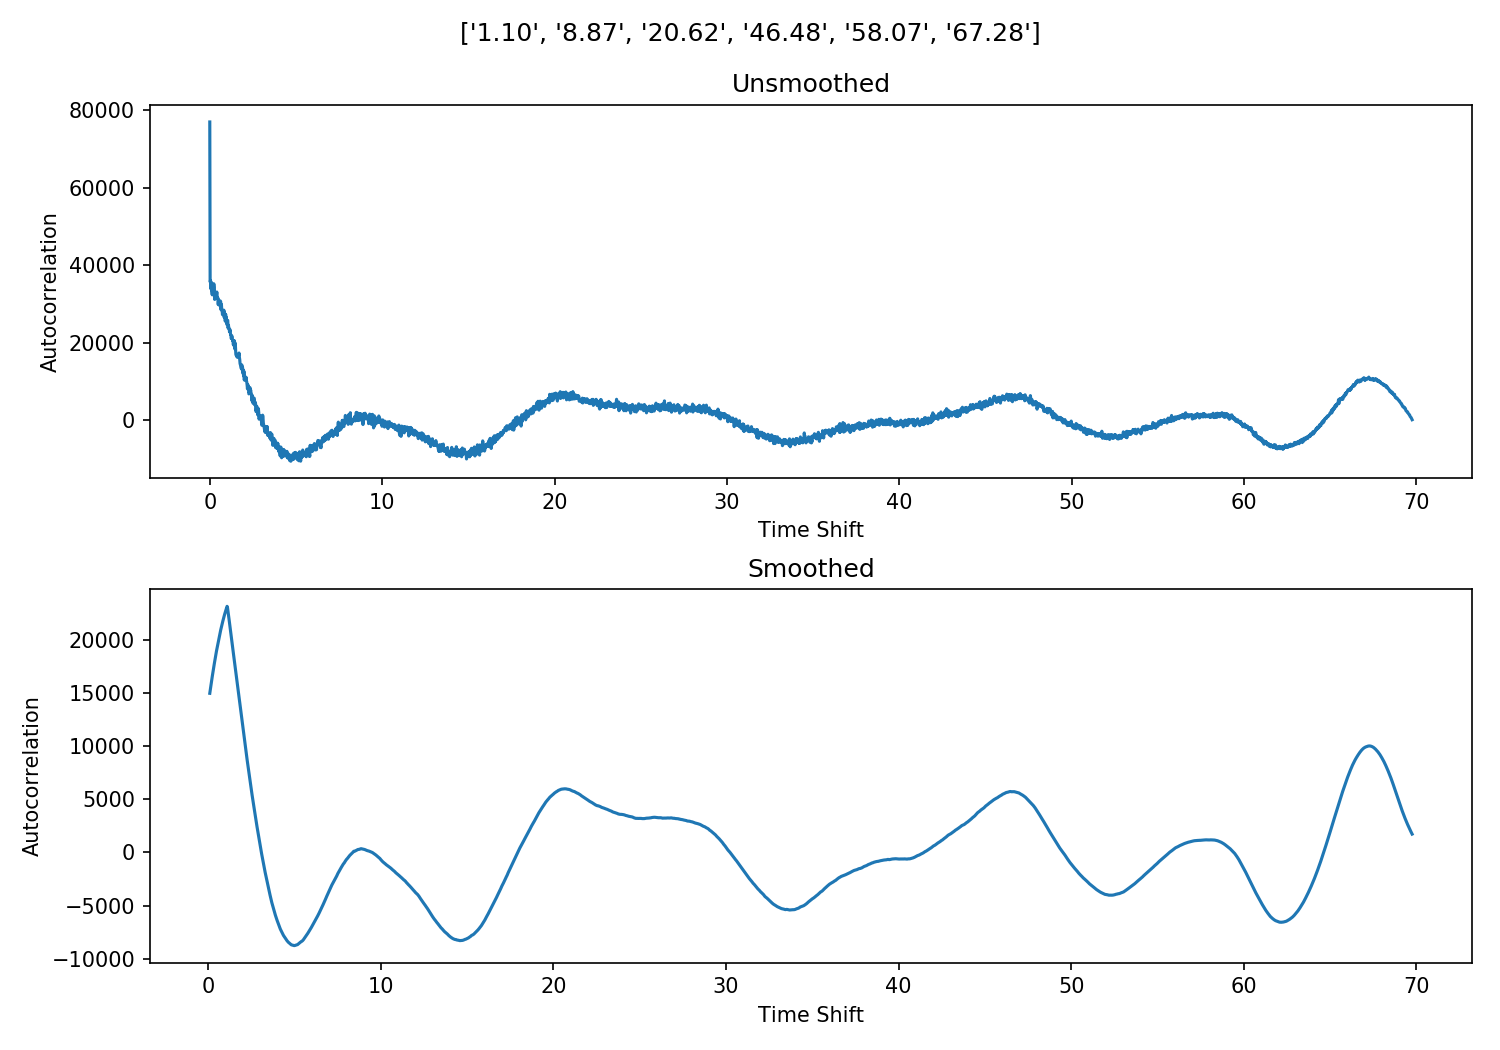 ['1.10', '8.87', '20.62', '46.48', '58.07', '67.28']
Unsmoothed
80000
60000
40000
20000
0
Autocorrelation
0 10 20 30 40 50 60 70
Time Shift
Smoothed
20000
15000
10000
5000
0
−5000
−10000
Autocorrelation
0 10 20 30 40 50 60 70
Time Shift